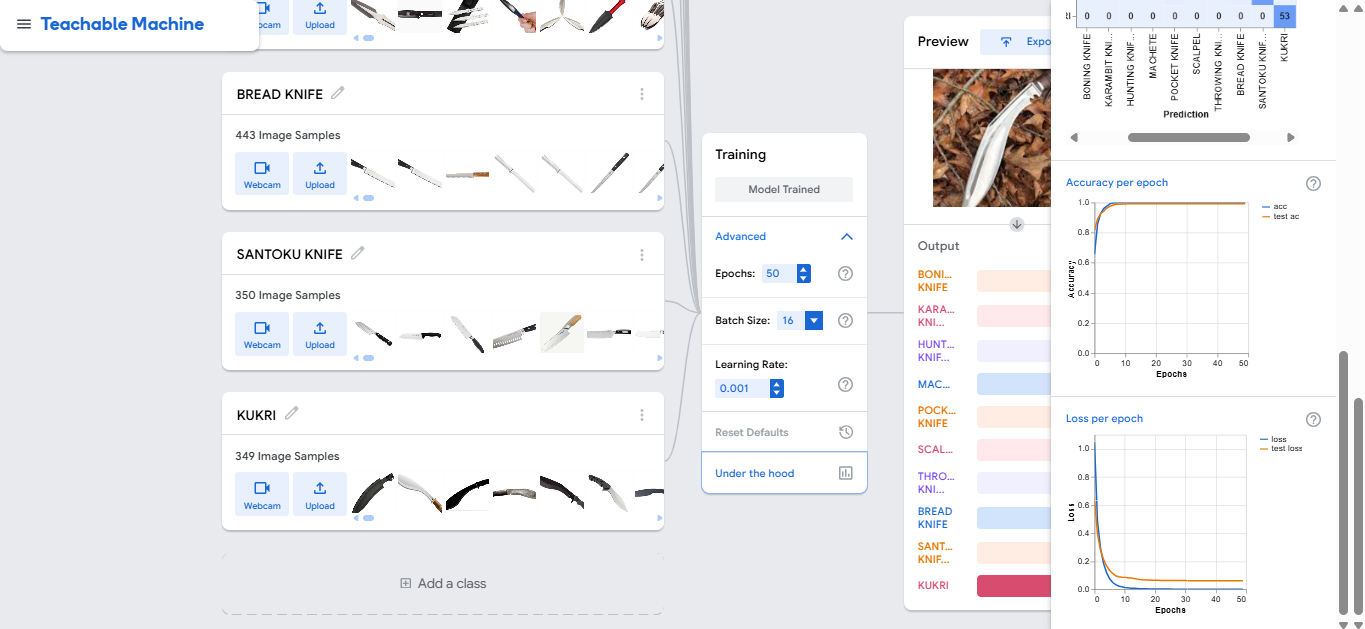 Teachable Machine
Webcam
Upload
BREAD KNIFE
443 Image Samples
Webcam
Upload
SANTOKU KNIFE
350 Image Samples
Webcam
Upload
KUKRI
349 Image Samples
Webcam
Upload
Add a class
Training
Model Trained
Advanced
Epochs: 50
Batch Size: 16
Learning Rate:
0.001
Reset Defaults
Under the hood
Preview
Expo
Output
BONI...
KNIFE
KARA...
KNI...
HUNT...
KNIF...
MAC...
POCK...
KNIFE
SCAL...
THRO...
KNI...
BREAD
KNIFE
SANT...
KNIF...
KUKRI
0 0 0 0 0 0 0 0 0 53
BONING KNIFE
KARAMBIT KNI...
HUNTING KNIF...
MACHETE
POCKET KNIFE
SCALPEL
THROWING KNI...
BREAD KNIFE
SANTOKU KNIF...
KUKRI
Prediction
Accuracy per epoch
1.0
0.8
0.6
0.4
0.2
0.0
Accuracy
0 10 20 30 40 50
Epochs
acc
test ac
Loss per epoch
1.0
0.8
0.6
0.4
0.2
0.0
Loss
0 10 20 30 40 50
Epochs
loss
test loss